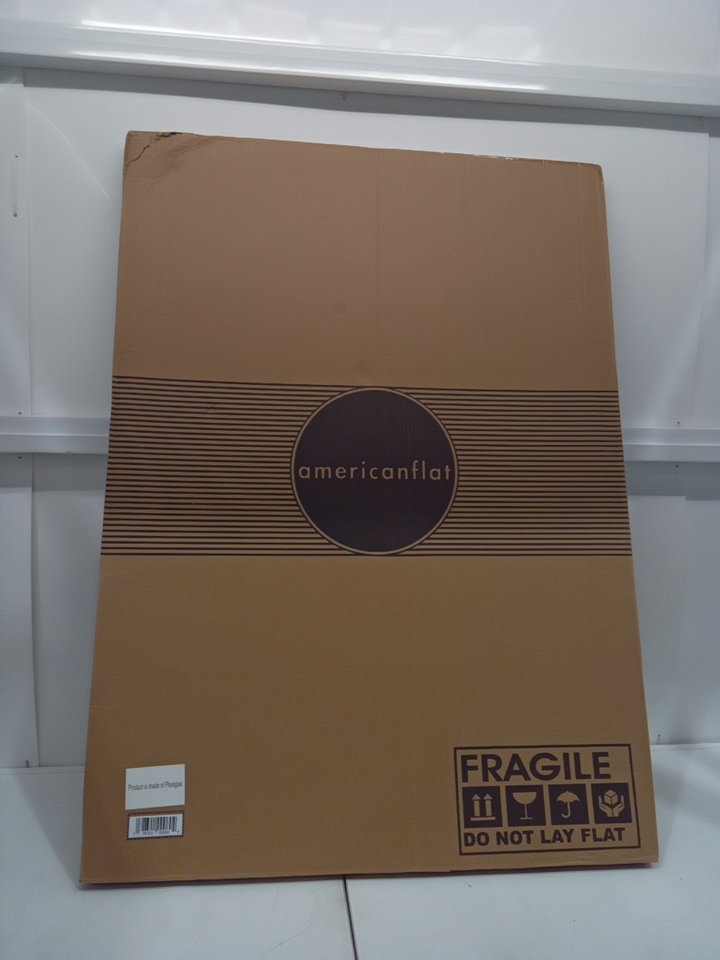 americanflat
Product is made of Plexiglas
FRAGILE
DO NOT LAY FLAT